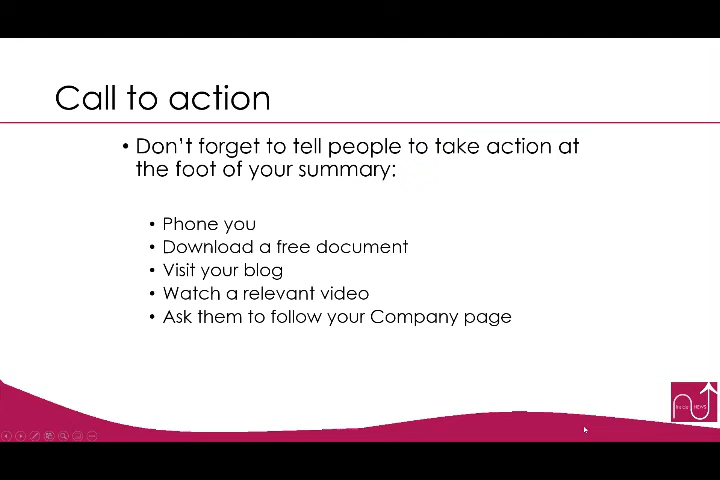 Call to action
• Don't forget to tell people to take action at
the foot of your summary:
• Phone you
• Download a free document
• Visit your blog
• Watch a relevant video
• Ask them to follow your Company page
NEWS